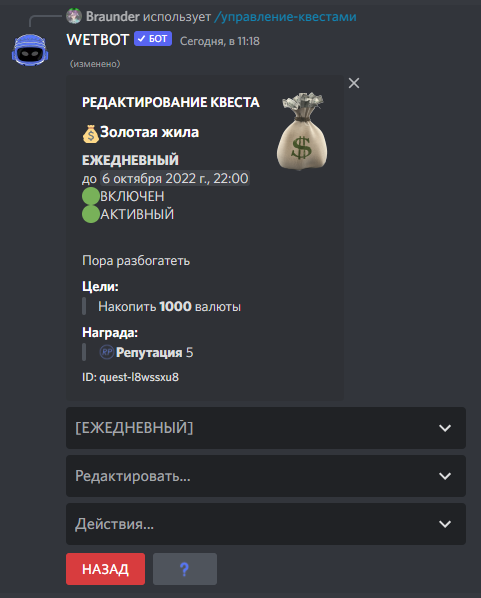 Braunder использует /управление-квестами
WETBOT ✓ БОТ Сегодня, в 11:18
(изменено)
РЕДАКТИРОВАНИЕ КВЕСТА
Золотая жила
ЕЖЕДНЕВНЫЙ
до 6 октября 2022 г., 22:00
ВКЛЮЧЕН
АКТИВНЫЙ
Пора разбогатеть
Цели:
Накопить 1000 валюты
Награда:
RP Репутация 5
ID: quest-l8wssxu8
[ЕЖЕДНЕВНЫЙ]
Редактировать...
Действия...
НАЗАД ?